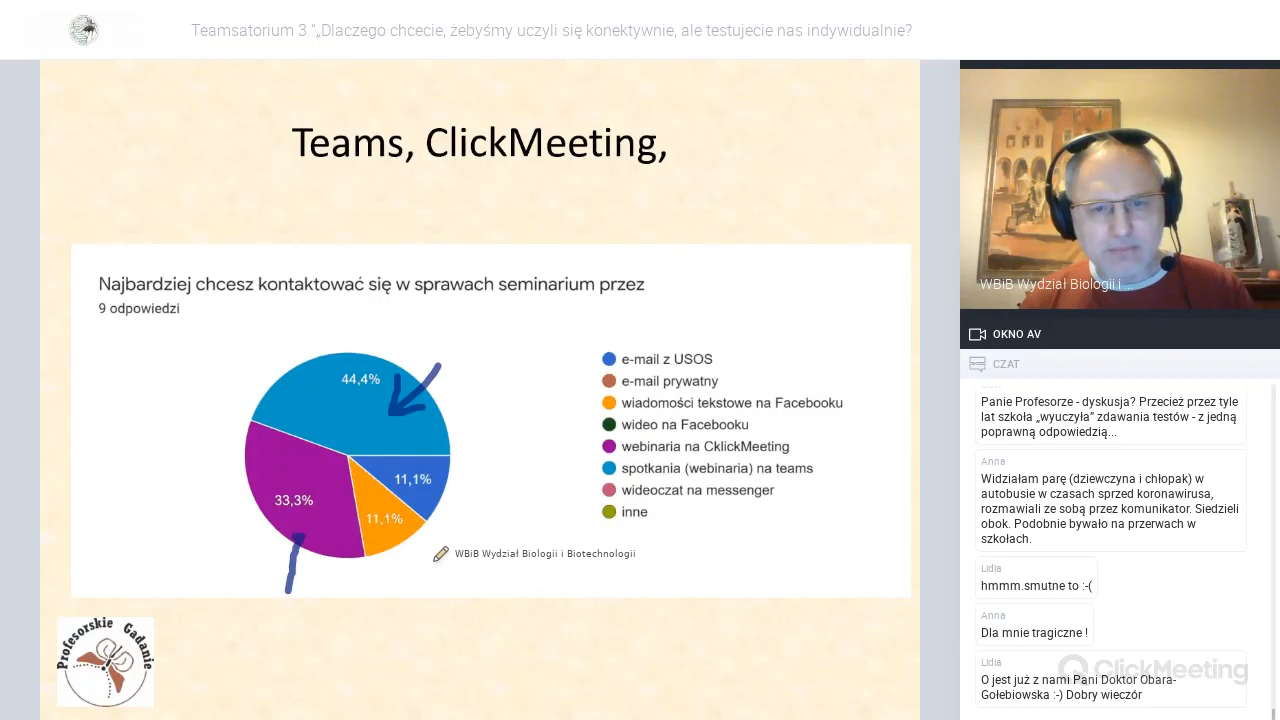 Teamsatorium 3 “„Dlaczego chcecie, żebyśmy uczyli się konektywnie, ale testujecie nas indywidualnie?
Teams, ClickMeeting,
Najbardziej chcesz kontaktować się w sprawach seminarium przez
9 odpowiedzi
44,4%
11,1%
33,3%
11,1%
e-mail z USOS
e-mail prywatny
wiadomości tekstowe na Facebooku
wideo na Facebooku
webinaria na CklickMeeting
spotkania (webinaria) na teams
wideoczat na messenger
inne
WBiB Wydział Biologii i Biotechnologii
Profesorskie Gadanie
WBiB Wydział Biologii i ...
OKNO AV
CZAT
Panie Profesorze - dyskusja? Przecież przez tyle
lat szkoła „wyuczyła” zdawania testów - z jedną
poprawną odpowiedzią...
Anna
Widziałam parę (dziewczyna i chłopak) w
autobusie w czasach sprzed koronawirusa,
rozmawiali ze sobą przez komunikator. Siedzieli
obok. Podobnie bywało na przerwach w
szkołach.
Lidla
hmmm.smutne to :-(
Anna
Dla mnie tragiczne !
Lidla
O jest już z nami Pani Doktor Obara-
Gołebiowska :-) Dobry wieczór
ClickMeeting